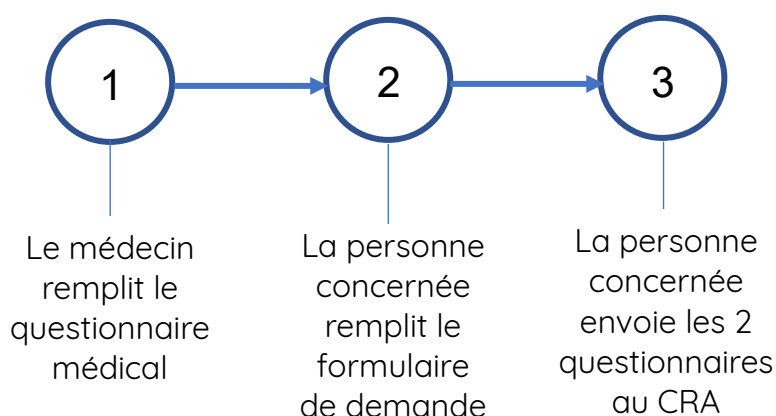 1
2
3
Le médecin
remplit le
questionnaire
médical
La personne
concernée
remplit le
formulaire
de demande
La personne
concernée
envoie les 2
questionnaires
au CRA